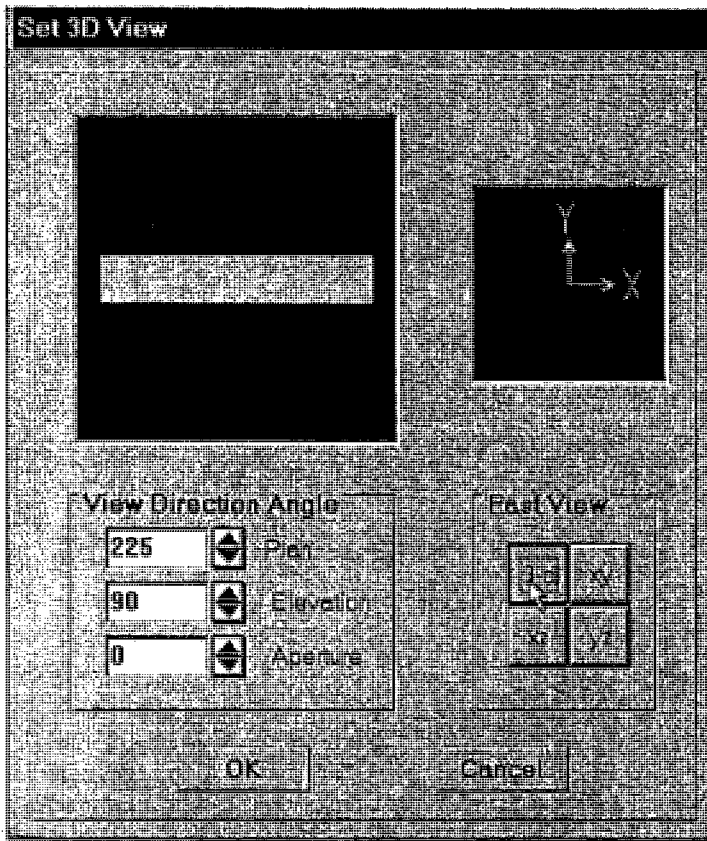 Set 3D View
Y
X
View Direction Angle
225 Plan
90 Elevation
0 Aperture
Fast View
3-d xy
xz yz
OK Cancel